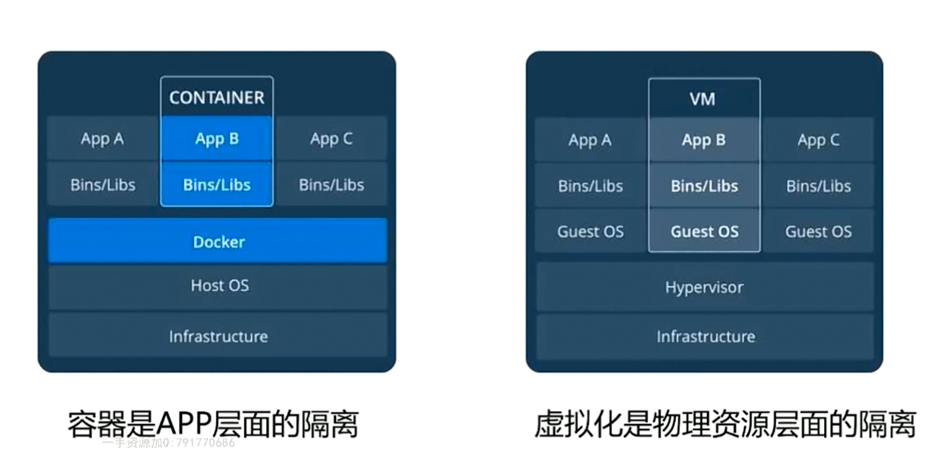 CONTAINER
App A
App B
App C
Bins/Libs
Bins/Libs
Bins/Libs
Docker
Host OS
Infrastructure
容器是APP层面的隔离
一手资源加Q:791770686
VM
App A
App B
App C
Bins/Libs
Bins/Libs
Bins/Libs
Guest OS
Guest OS
Guest OS
Hypervisor
Infrastructure
虚拟化是物理资源层面的隔离